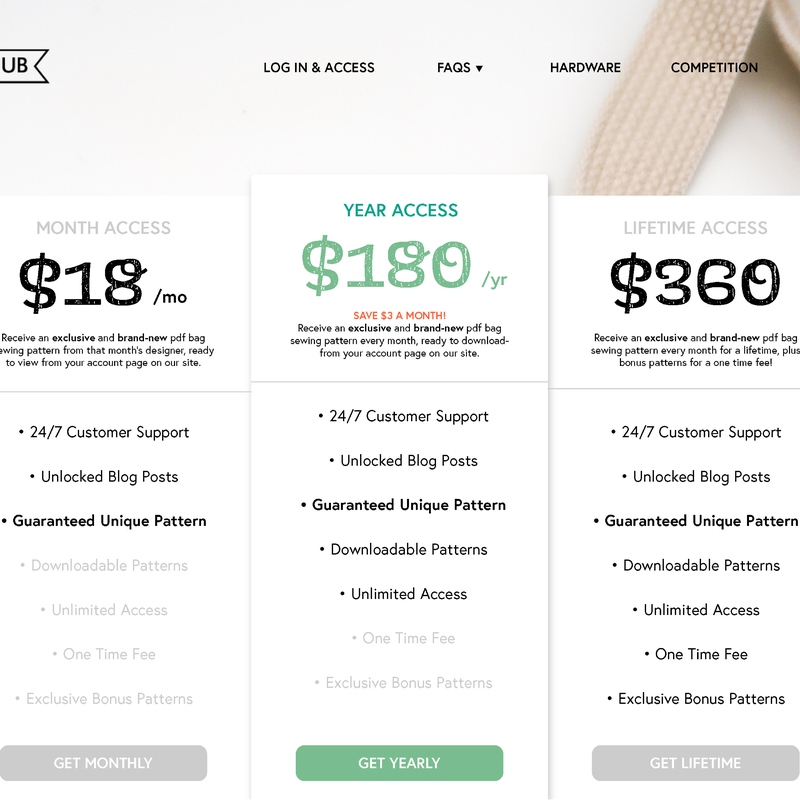 UB
LOG IN & ACCESS
FAQS ▼
HARDWARE
COMPETITION
MONTH ACCESS
$18 /mo
Receive an exclusive and brand-new pdf bag
ewing pattern from that month's designer, ready
to view from your account page on our site.
• 24/7 Customer Support
• Unlocked Blog Posts
• Guaranteed Unique Pattern
• Downloadable Patterns
• Unlimited Access
• One Time Fee
• Exclusive Bonus Patterns
GET MONTHLY
YEAR ACCESS
$180 /yr
SAVE $3 A MONTH!
Receive an exclusive and brand-new pdf bag
sewing pattern every month, ready to download-
from your account page on our site.
• 24/7 Customer Support
• Unlocked Blog Posts
• Guaranteed Unique Pattern
• Downloadable Patterns
• Unlimited Access
• One Time Fee
• Exclusive Bonus Patterns
GET YEARLY
LIFETIME ACCESS
$360
Receive an exclusive and brand-new pdf bag
sewing pattern every month for a lifetime, plus
bonus patterns for a one time fee!
• 24/7 Customer Support
• Unlocked Blog Posts
• Guaranteed Unique Pattern
• Downloadable Patterns
• Unlimited Access
• One Time Fee
• Exclusive Bonus Patterns
GET LIFETIME